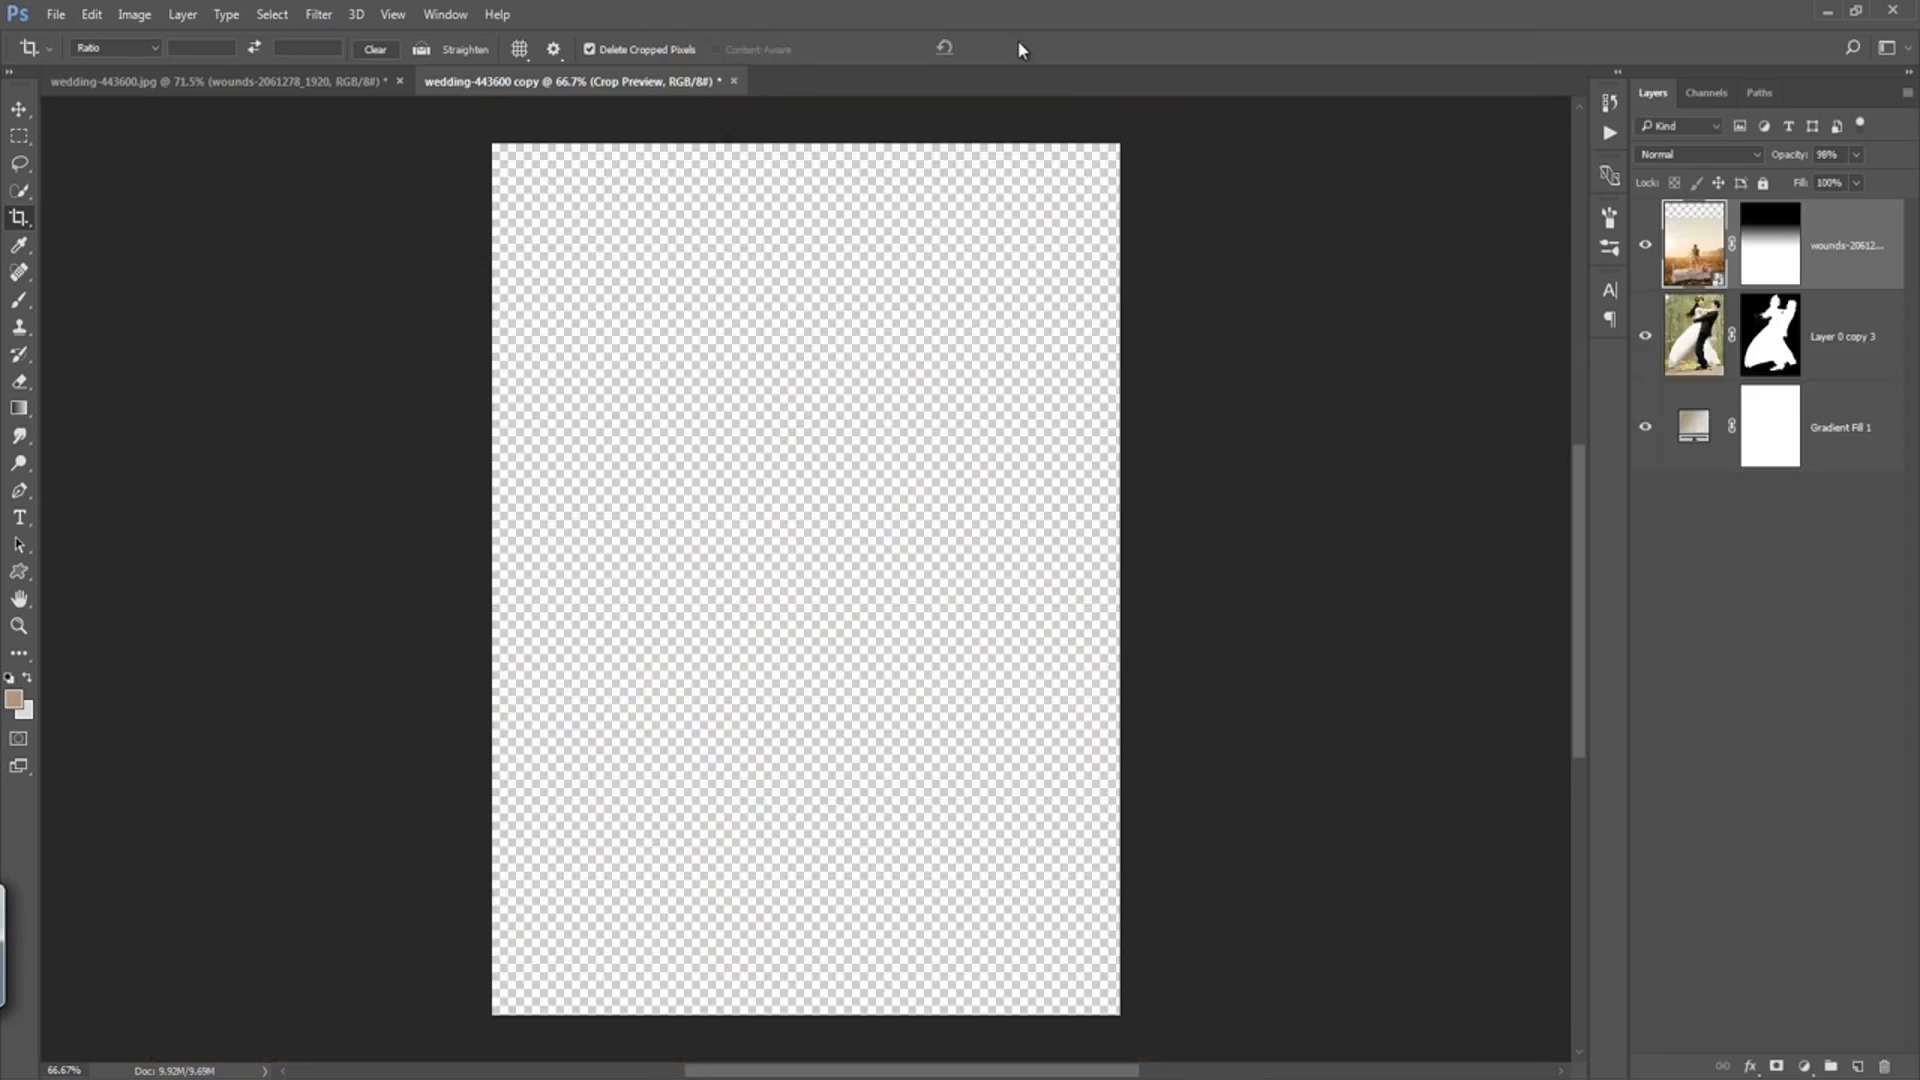 Ps File Edit Image Layer Type Select Filter 3D View Window Help
Ratio Clear Straighten Delete Cropped Pixels Content-Aware
wedding-443600.jpg @ 71.5% (wounds-2061278_1920, RGB/8#) * × wedding-443600 copy @ 66.7% (Crop Preview, RGB/8#) * ×
Layers Channels Paths
Kind
Normal Opacity: 98%
Lock: Fill: 100%
wounds-20612...
Layer 0 copy 3
Gradient Fill 1
66.67% Doc: 9.92M/9.69M